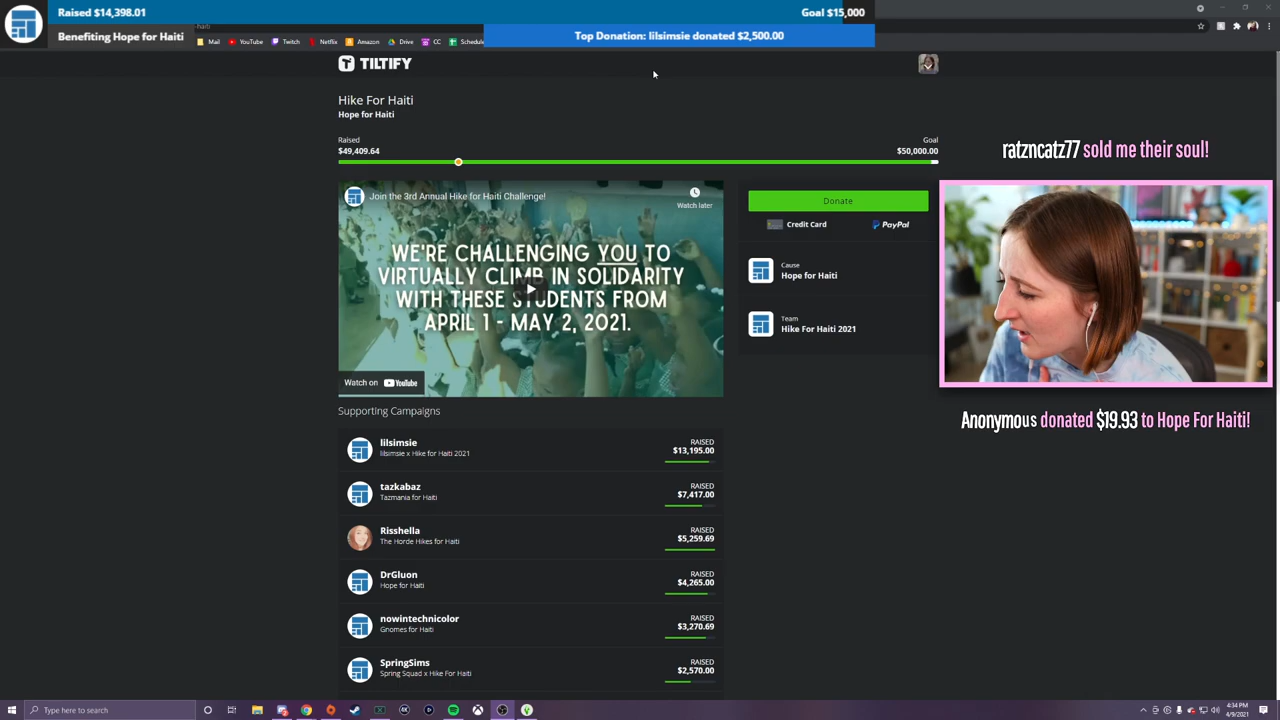 Raised $14,398.01
Goal $15,000
Benefiting Hope for Haiti
haiti
Top Donation: lilsimsie donated $2,500.00
Mail
YouTube
Twitch
Netflix
Amazon
Drive
CC
Schedule
TILTIFY
Hike For Haiti
Hope for Haiti
Raised
Goal
$49,409.64
$50,000.00
ratzncatz77 sold me their soul!
Join the 3rd Annual Hike for Haiti Challenge!
Watch later
WE'RE CHALLENGING YOU TO
VIRTUALLY CLIMB IN SOLIDARITY
WITH THESE STUDENTS FROM
APRIL 1 - MAY 2, 2021.
Watch on YouTube
Donate
Credit Card
PayPal
Cause
Hope for Haiti
Team
Hike For Haiti 2021
Anonymous donated $19.93 to Hope For Haiti!
Supporting Campaigns
lilsimsie
lilsimsie x Hike for Haiti 2021
RAISED
$13,195.00
tazkabaz
Tazmania for Haiti
RAISED
$7,417.00
Risshella
The Horde Hikes for Haiti
RAISED
$5,259.69
DrGluon
Hope for Haiti
RAISED
$4,265.00
nowintechnicolor
Gnomes for Haiti
RAISED
$3,270.69
SpringSims
Spring Squad x Hike For Haiti
RAISED
$2,570.00
Type here to search
4K
4:34 PM
4/9/2021